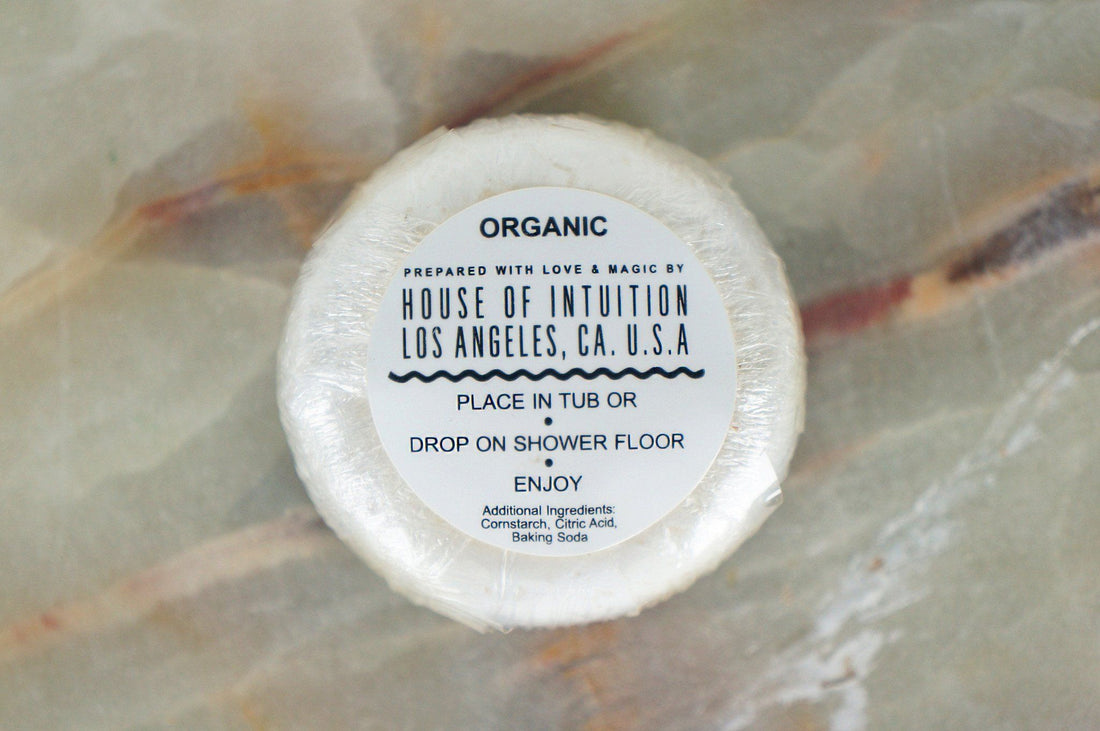 ORGANIC
PREPARED WITH LOVE & MAGIC BY
HOUSE OF INTUITION
LOS ANGELES, CA. U.S.A
PLACE IN TUB OR
•
DROP ON SHOWER FLOOR
•
ENJOY
Additional Ingredients:
Cornstarch, Citric Acid,
Baking Soda